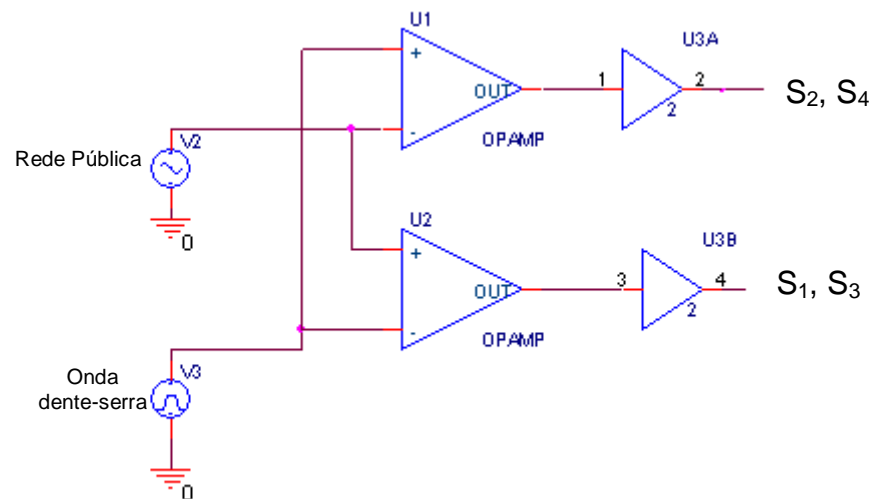 U1
U3A
+
OUT
1
2
2
S2, S4
-
OPAMP
V2
Rede Pública
0
U2
U3B
+
OUT
3
4
2
S1, S3
-
OPAMP
V3
Onda
dente-serra
0